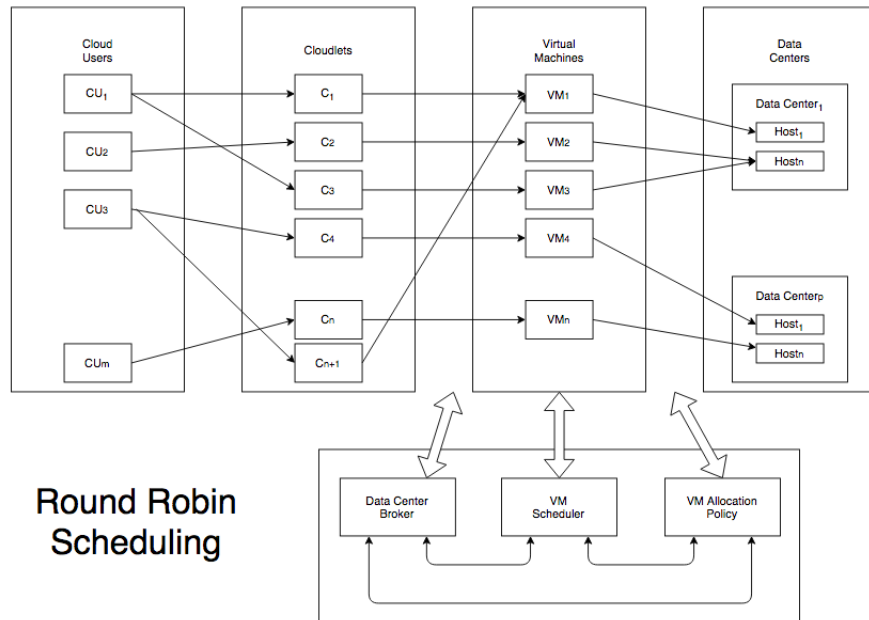 Cloud
Users
Cloudlets
Virtual
Machines
Data
Centers
CU1
CU2
CU3
CUm
C1
C2
C3
C4
Cn
Cn+1
VM1
VM2
VM3
VM4
VMn
Data Center1
Host1
Hostn
Data Centerp
Host1
Hostn
Round Robin
Scheduling
Data Center
Broker
VM
Scheduler
VM Allocation
Policy